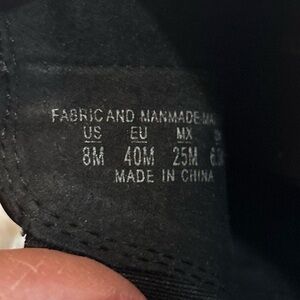 FABRIC AND MANMADE
US EU MX
8M 40M 25M
MADE IN CHINA